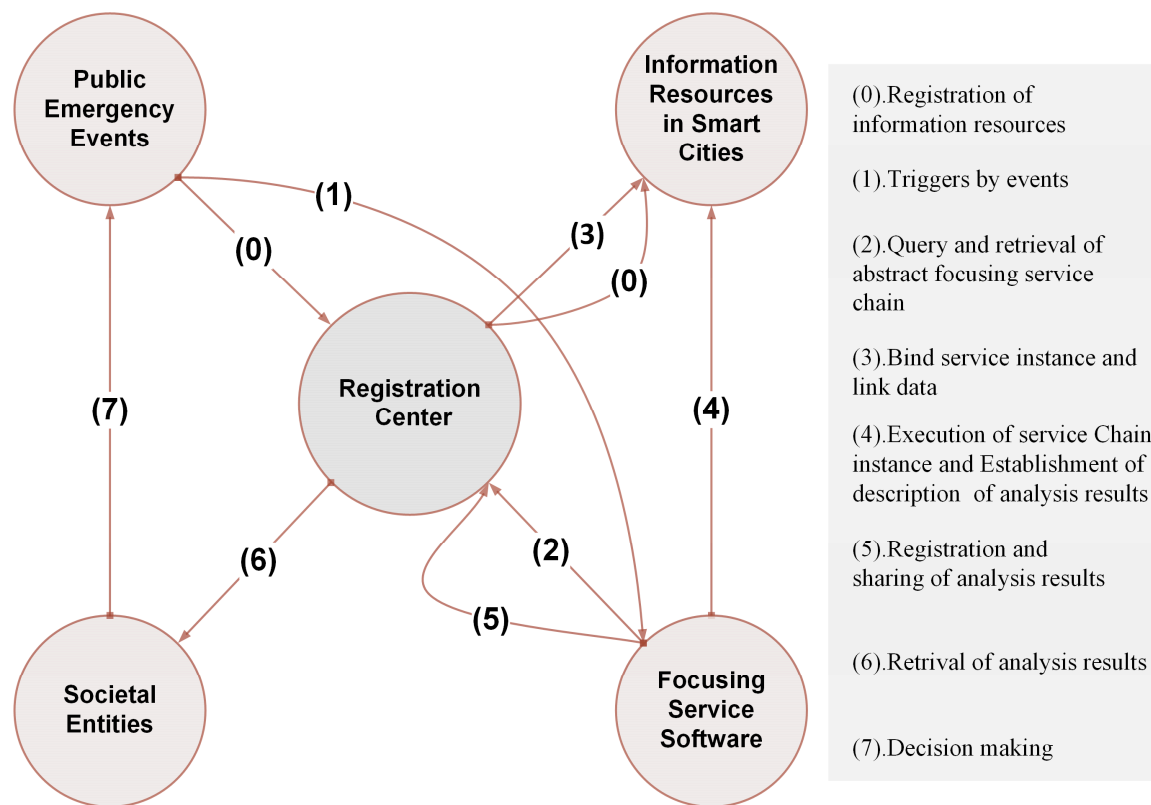 Public
Emergency
Events
Information
Resources
in Smart
Cities
(1)
(0)
(3)
(0)
Registration
Center
(7)
(4)
(6)
(2)
(5)
Societal
Entities
Focusing
Service
Software
(0).Registration of
information resources
(1).Triggers by events
(2).Query and retrieval of
abstract focusing service
chain
(3).Bind service instance and
link data
(4).Execution of service Chain
instance and Establishment of
description of analysis results
(5).Registration and
sharing of analysis results
(6).Retrival of analysis results
(7).Decision making